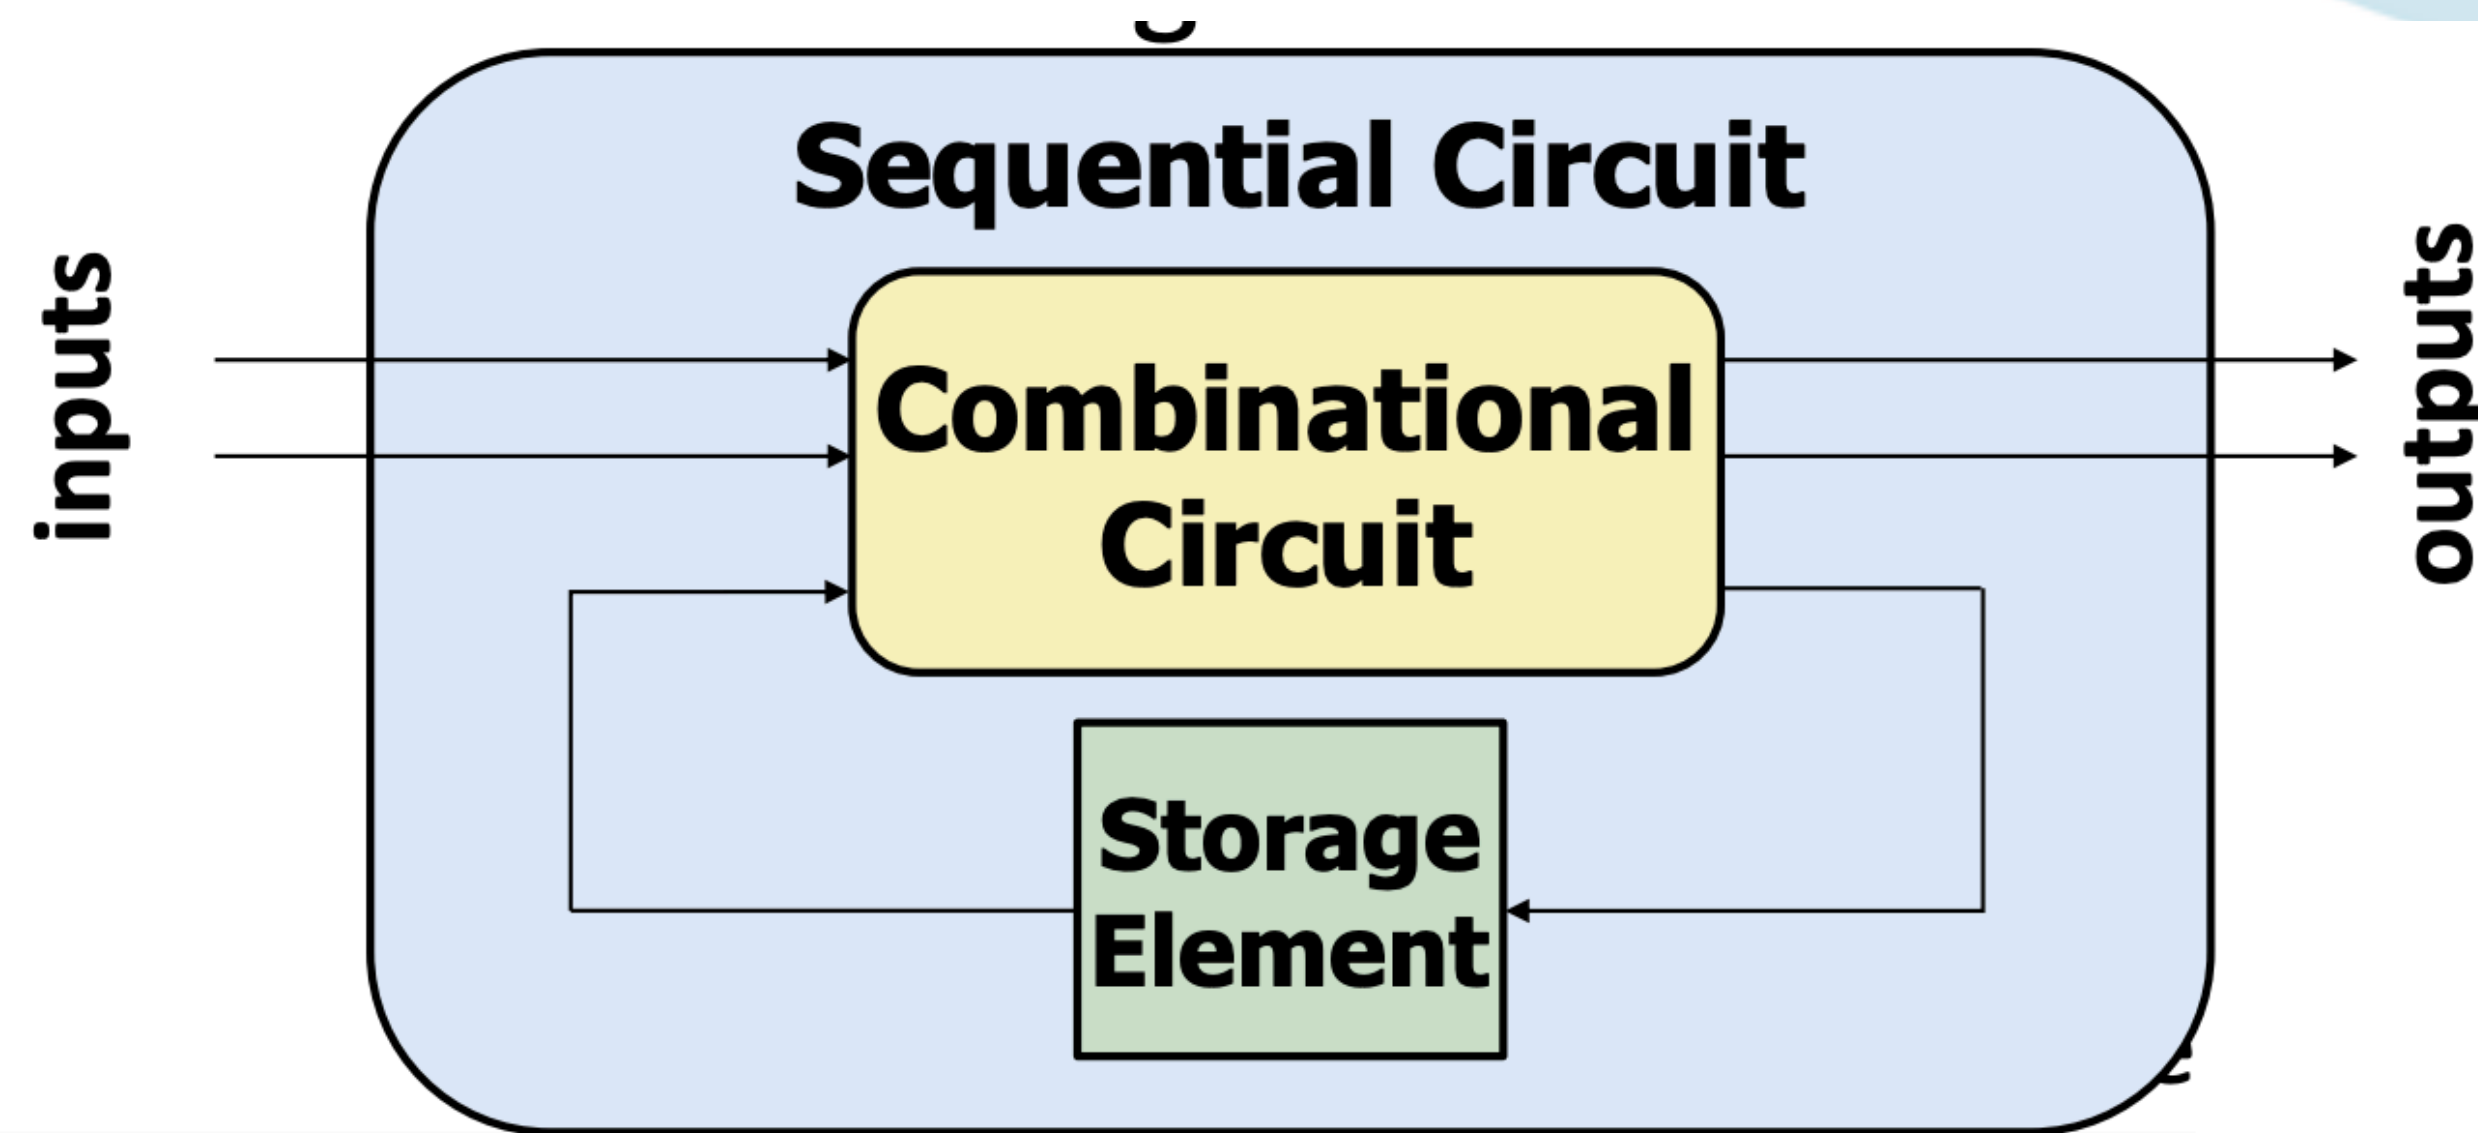 Sequential Circuit
inputs
Combinational
Circuit
outputs
Storage
Element